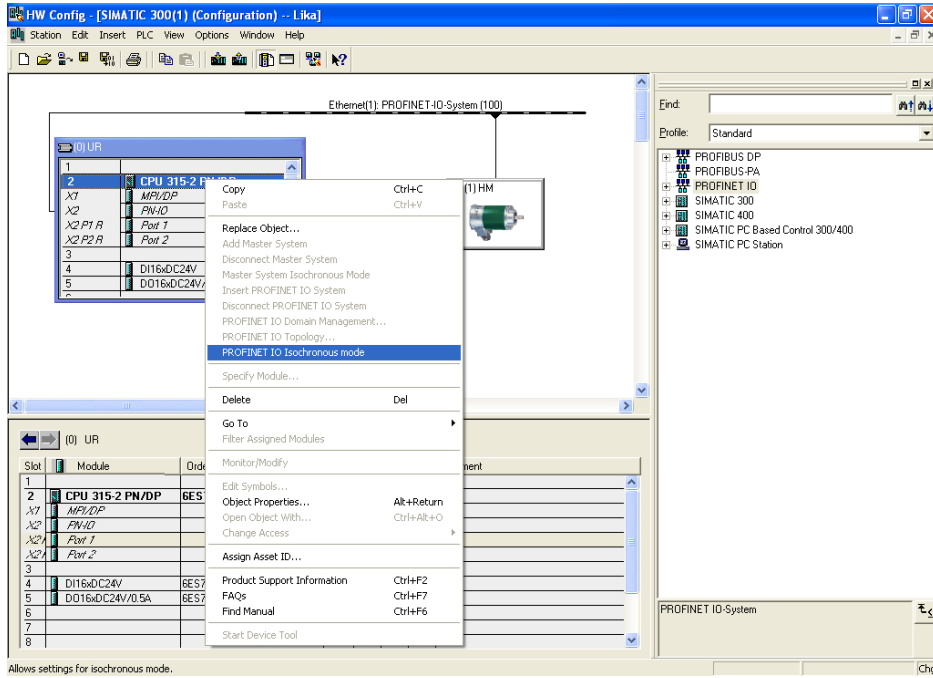 HW Config - [SIMATIC 300(1) (Configuration) -- Lika]
Station Edit Insert PLC View Options Window Help
Ethernet(1): PROFINET-IO-System (100)
(0) UR
1
2 CPU 315-2 PN/DP
X1 MPI/DP
X2 PN-IO
X2 P1 R Port 1
X2 P2 R Port 2
3
4 DI16xDC24V
5 DO16xDC24V/
(1) HM
Copy Ctrl+C
Paste Ctrl+V
Replace Object...
Add Master System
Disconnect Master System
Master System Isochronous Mode
Insert PROFINET IO System
Disconnect PROFINET IO System
PROFINET IO Domain Management...
PROFINET IO Topology...
PROFINET IO Isochronous mode
Specify Module...
Delete Del
Go To
Filter Assigned Modules
Monitor/Modify
Edit Symbols...
Object Properties... Alt+Return
Open Object With... Ctrl+Alt+O
Change Access
Assign Asset ID...
Product Support Information Ctrl+F2
FAQs Ctrl+F7
Find Manual Ctrl+F6
Start Device Tool
Find:
Profile: Standard
PROFIBUS DP
PROFIBUS-PA
PROFINET IO
SIMATIC 300
SIMATIC 400
SIMATIC PC Based Control 300/400
SIMATIC PC Station
PROFINET IO-System
(0) UR
Slot Module Orde ment
1
2 CPU 315-2 PN/DP 6ES7
X1 MPI/DP
X2 PN-IO
X2 Port 1
X2 Port 2
3
4 DI16xDC24V 6ES7
5 DO16xDC24V/0.5A 6ES7
6
7
8
Allows settings for isochronous mode. Chg